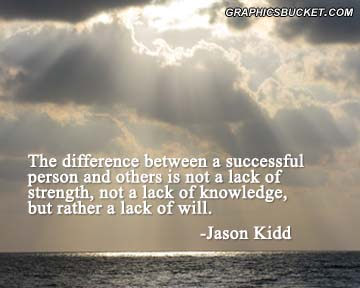 GRAPHICSBUCKET.COM
The difference between a successful
person and others is not a lack of
strength, not a lack of knowledge,
but rather a lack of will.
-Jason Kidd